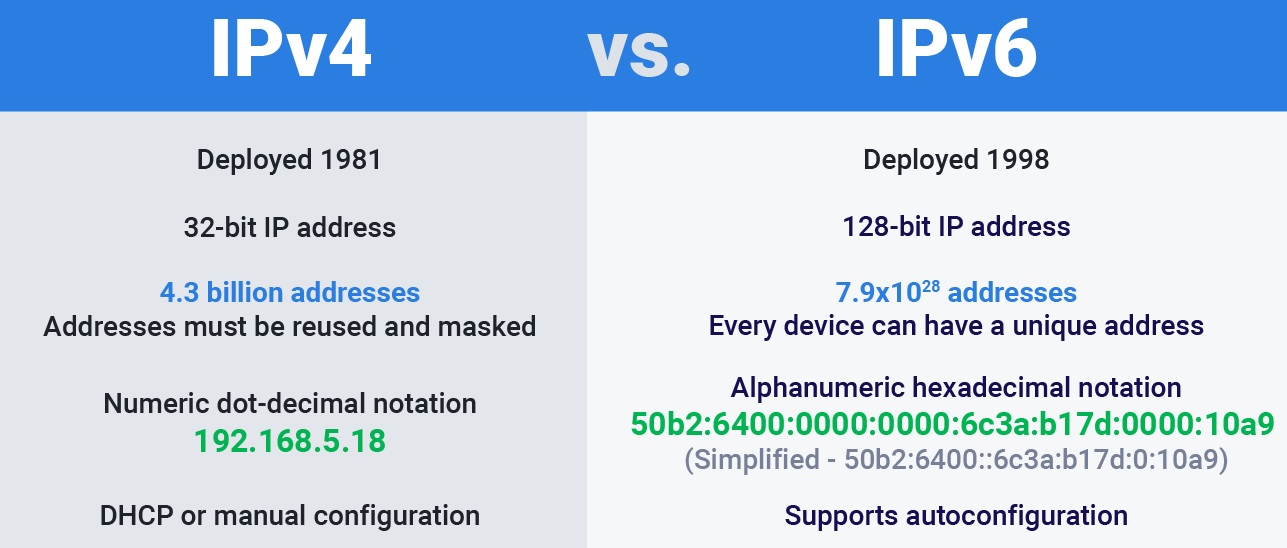 IPv4 vs. IPv6
Deployed 1981
32-bit IP address
4.3 billion addresses
Addresses must be reused and masked
Numeric dot-decimal notation
192.168.5.18
DHCP or manual configuration
Deployed 1998
128-bit IP address
7.9x10²⁸ addresses
Every device can have a unique address
Alphanumeric hexadecimal notation
50b2:6400:0000:0000:6c3a:b17d:0000:10a9
(Simplified - 50b2:6400::6c3a:b17d:0:10a9)
Supports autoconfiguration